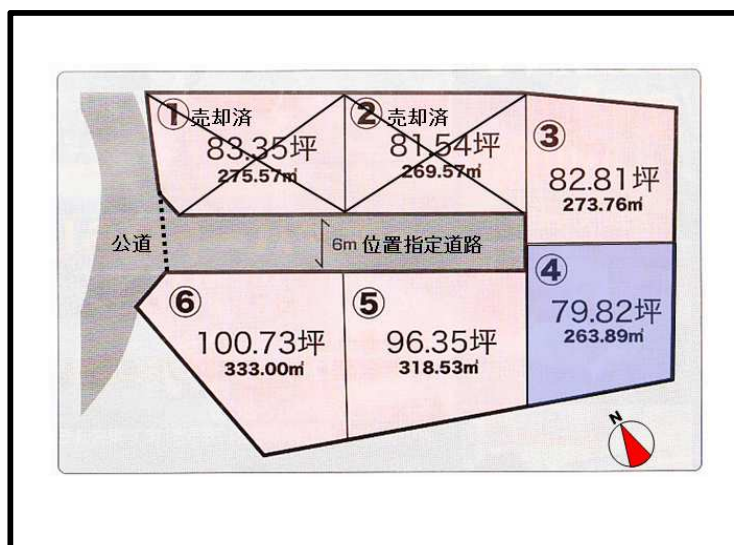 ① 売却済
83.35坪
275.57㎡
② 売却済
81.54坪
269.57㎡
③
82.81坪
273.76㎡
公道
6m 位置指定道路
④
79.82坪
263.89㎡
⑥
100.73坪
333.00㎡
⑤
96.35坪
318.53㎡
N